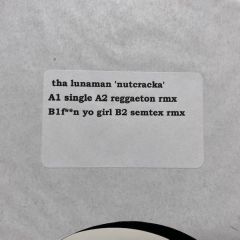 tha lunaman 'nutcracka'
A1 single A2 reggaeton rmx
B1f**n yo girl B2 semtex rmx